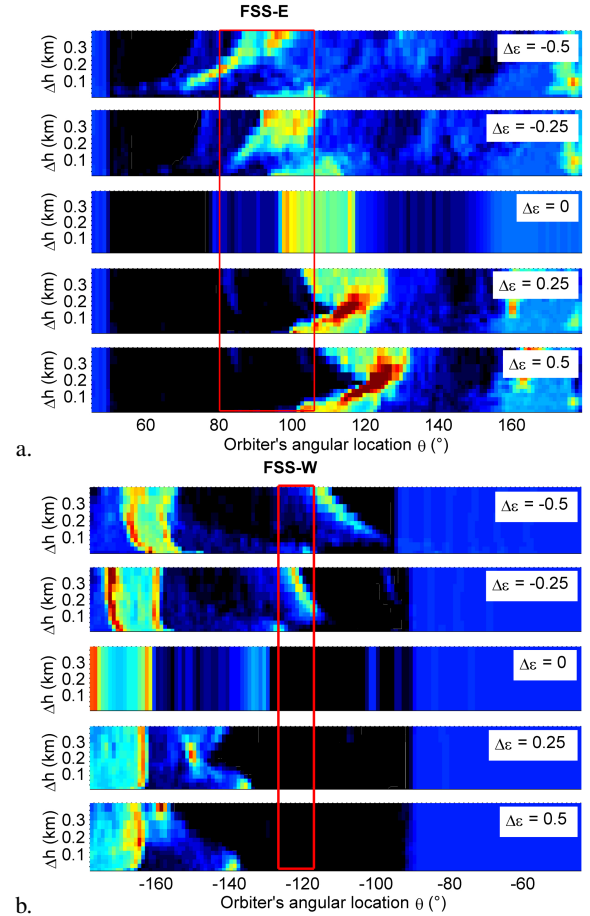 FSS-E
Δh (km)
0.3
0.2
0.1
Δε = -0.5
Δh (km)
0.3
0.2
0.1
Δε = -0.25
Δh (km)
0.3
0.2
0.1
Δε = 0
Δh (km)
0.3
0.2
0.1
Δε = 0.25
Δh (km)
0.3
0.2
0.1
Δε = 0.5
60 80 100 120 140 160
Orbiter's angular location θ (°)
a.
FSS-W
Δh (km)
0.3
0.2
0.1
Δε = -0.5
Δh (km)
0.3
0.2
0.1
Δε = -0.25
Δh (km)
0.3
0.2
0.1
Δε = 0
Δh (km)
0.3
0.2
0.1
Δε = 0.25
Δh (km)
0.3
0.2
0.1
Δε = 0.5
-160 -140 -120 -100 -80 -60
Orbiter's angular location θ (°)
b.